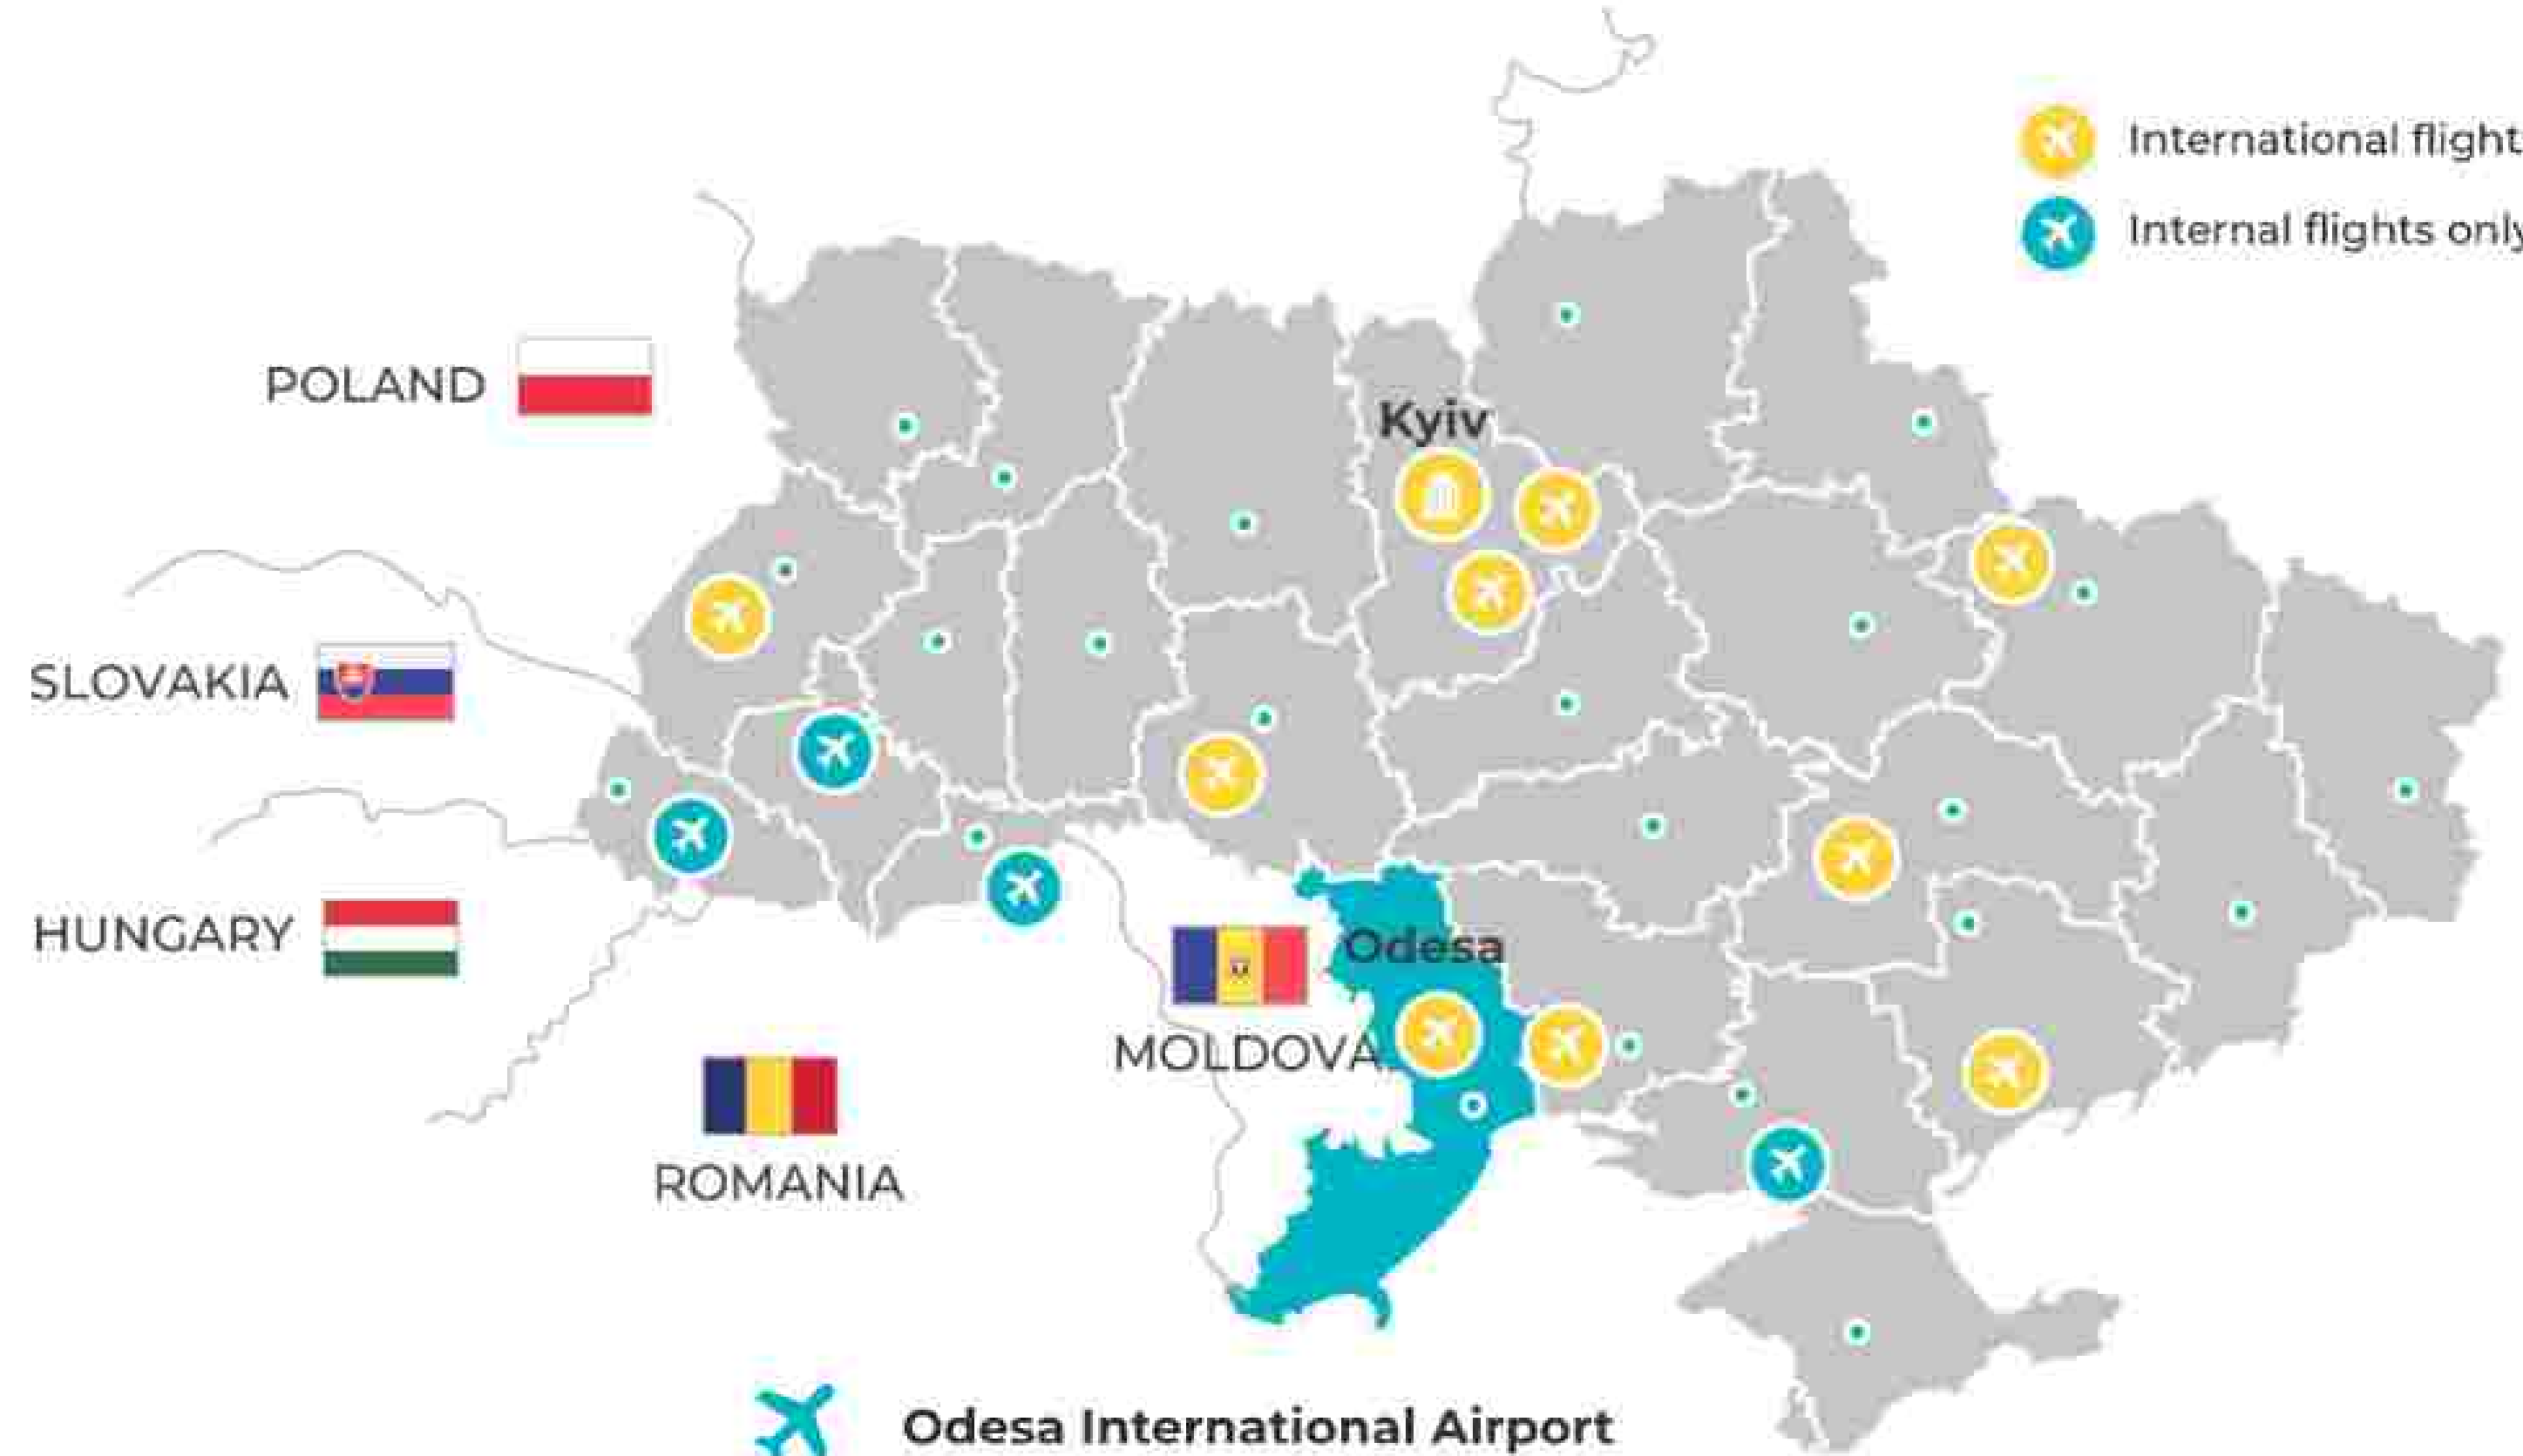 International flight
Internal flights only
POLAND
Kyiv
SLOVAKIA
HUNGARY
Odesa
MOLDOVA
ROMANIA
Odesa International Airport